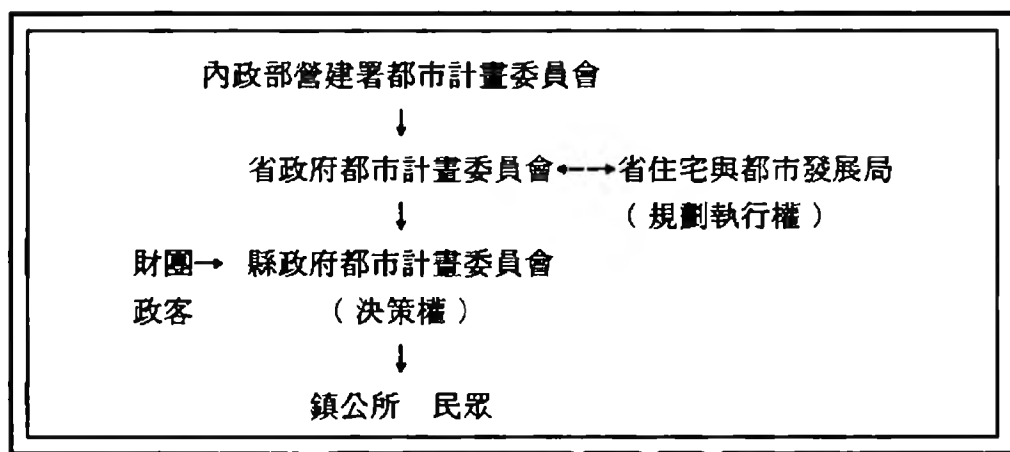 內政部營建署都市計畫委員會
↓
省政府都市計畫委員會←--→省住宅與都市發展局
↓ （規劃執行權）
財團→ 縣政府都市計畫委員會
政客 （決策權）
↓
鎮公所 民眾